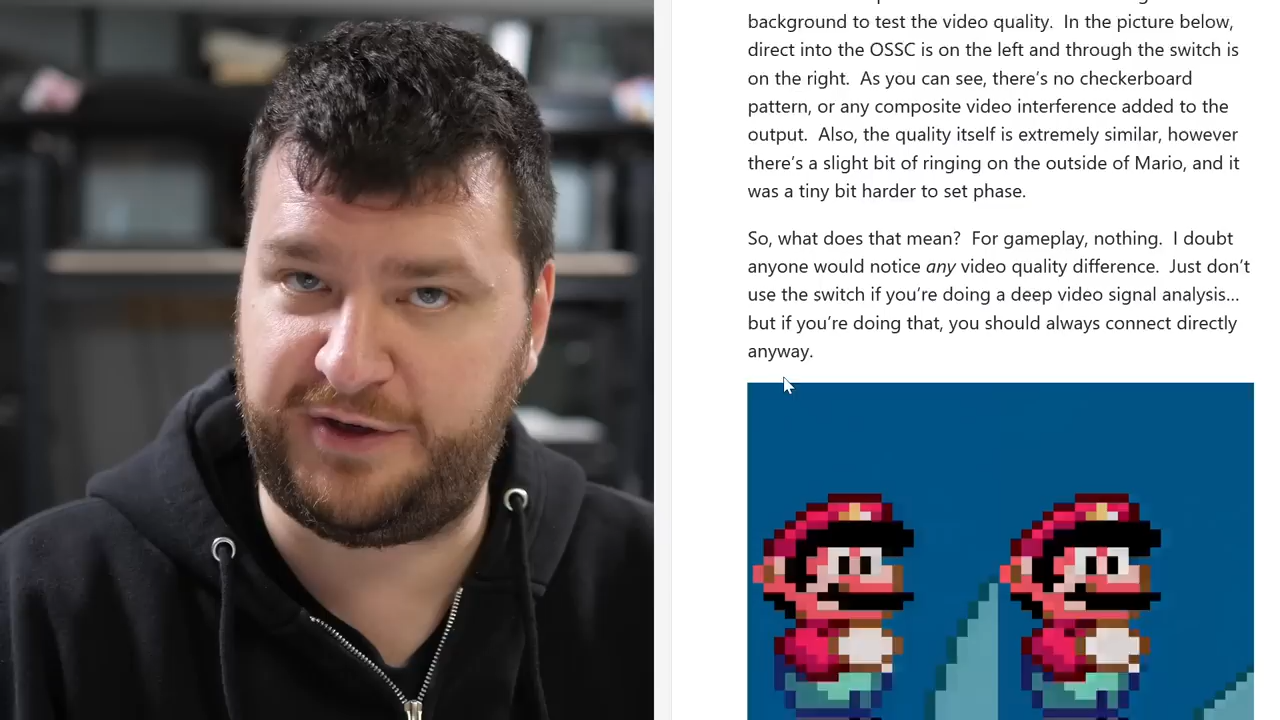 background to test the video quality.  In the picture below,
direct into the OSSC is on the left and through the switch is
on the right.  As you can see, there’s no checkerboard
pattern, or any composite video interference added to the
output.  Also, the quality itself is extremely similar, however
there’s a slight bit of ringing on the outside of Mario, and it
was a tiny bit harder to set phase.
So, what does that mean?  For gameplay, nothing.  I doubt
anyone would notice any video quality difference.  Just don’t
use the switch if you’re doing a deep video signal analysis…
but if you’re doing that, you should always connect directly
anyway.